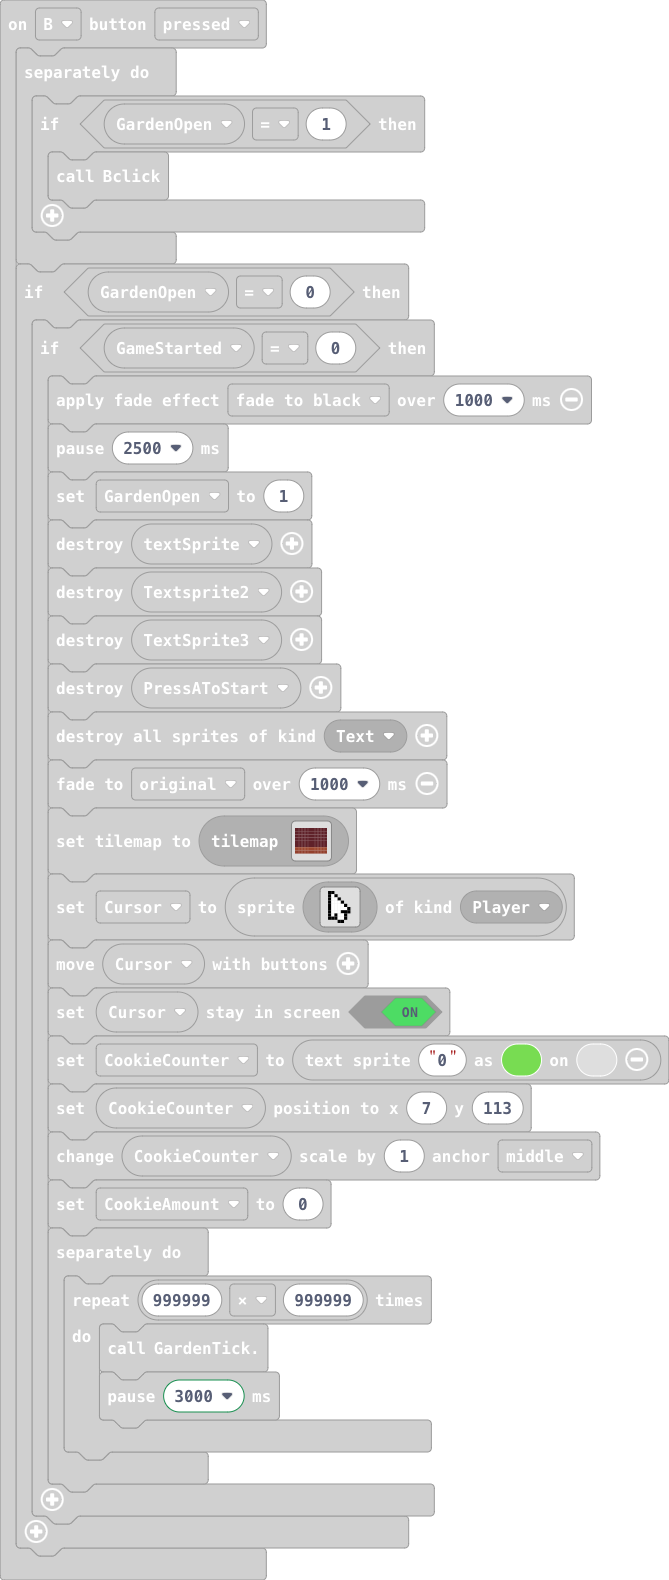 on B button pressed
separately do
if GardenOpen = 1 then
call Bclick
if GardenOpen = 0 then
if GameStarted = 0 then
apply fade effect fade to black over 1000 ms
pause 2500 ms
set GardenOpen to 1
destroy textSprite
destroy Textsprite2
destroy TextSprite3
destroy PressAToStart
destroy all sprites of kind Text
fade to original over 1000 ms
set tilemap to tilemap
set Cursor to sprite of kind Player
move Cursor with buttons
set Cursor stay in screen ON
set CookieCounter to text sprite "0" as on
set CookieCounter position to x 7 y 113
change CookieCounter scale by 1 anchor middle
set CookieAmount to 0
separately do
repeat 999999 × 999999 times
do
call GardenTick.
pause 3000 ms